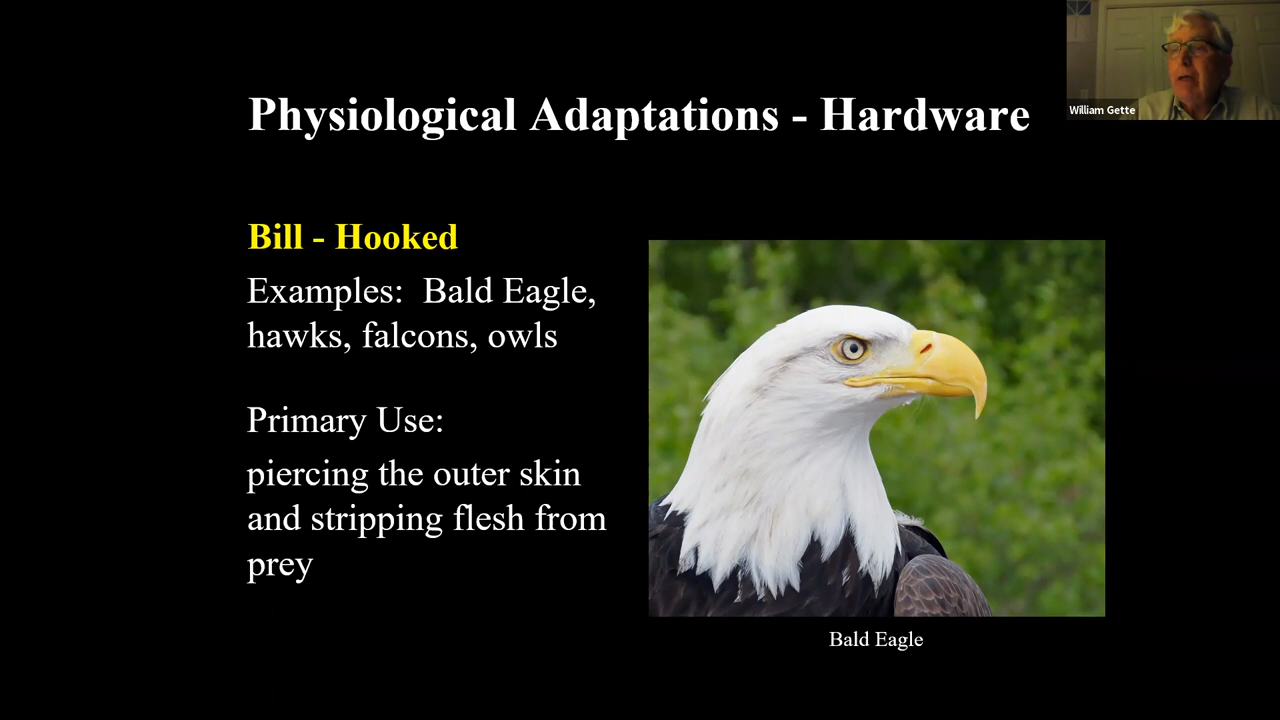 William Gette
Physiological Adaptations - Hardware
Bill - Hooked
Examples:  Bald Eagle,
hawks, falcons, owls
Primary Use:
piercing the outer skin
and stripping flesh from
prey
Bald Eagle